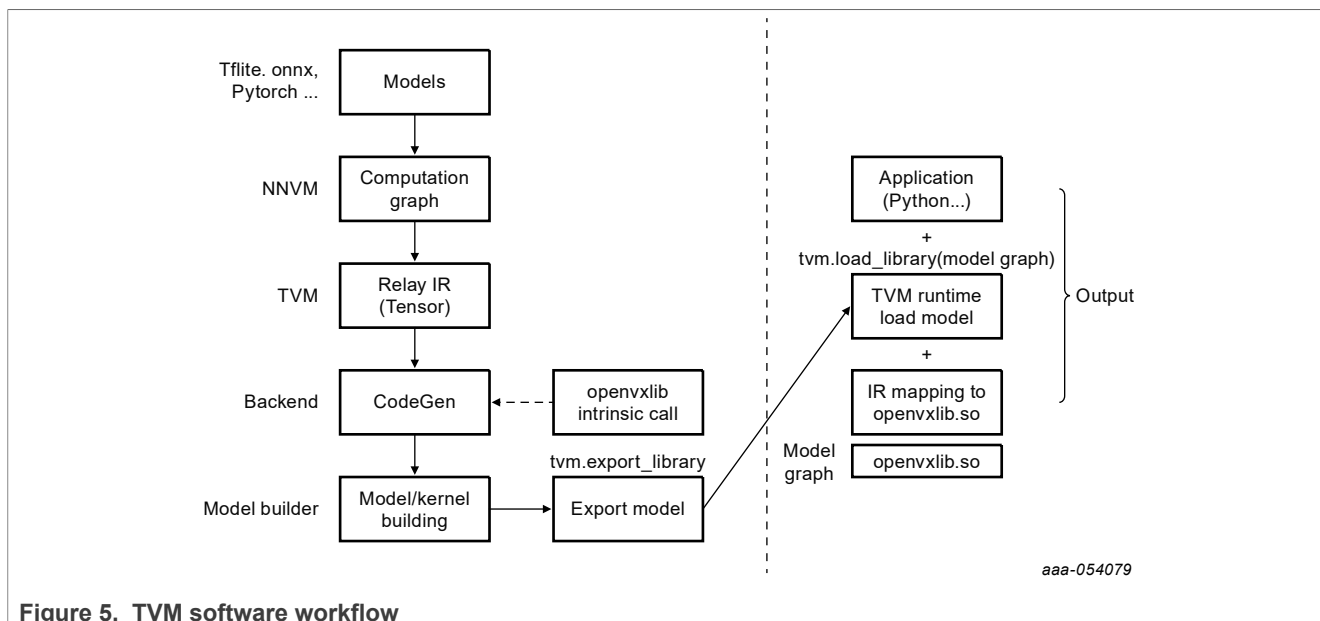 Tflite. onnx,
Pytorch ...
Models
NNVM
Computation
graph
TVM
Relay IR
(Tensor)
Backend
CodeGen
openvxlib
intrinsic call
tvm.export_library
Model builder
Model/kernel
building
Export model
Application
(Python...)
+
tvm.load_library(model graph)
TVM runtime
load model
+
IR mapping to
openvxlib.so
Output
Model
graph
openvxlib.so
aaa-054079
Figure 5. TVM software workflow